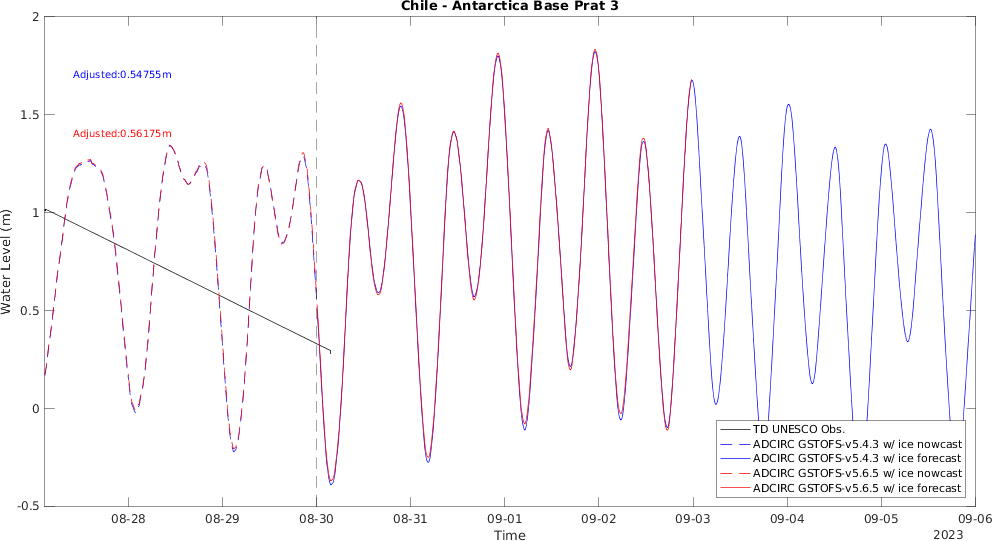 Chile - Antarctica Base Prat 3
2
1.5
1
0.5
0
-0.5
Water Level (m)
Adjusted:0.54755m
Adjusted:0.56175m
TD UNESCO Obs.
ADCIRC GSTOFS-v5.4.3 w/ ice nowcast
ADCIRC GSTOFS-v5.4.3 w/ ice forecast
ADCIRC GSTOFS-v5.6.5 w/ ice nowcast
ADCIRC GSTOFS-v5.6.5 w/ ice forecast
08-28 08-29 08-30 08-31 09-01 09-02 09-03 09-04 09-05 09-06
Time
2023